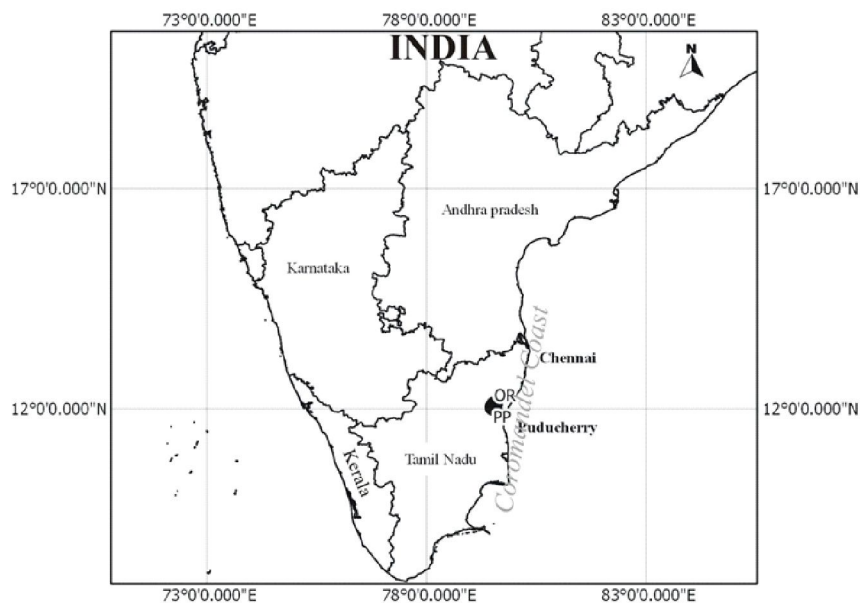 73°0'0.000"E 78°0'0.000"E 83°0'0.000"E
INDIA
N
17°0'0.000"N 17°0'0.000"N
Andhra pradesh
Karnataka
Coromandel Coast
Chennai
OR
12°0'0.000"N 12°0'0.000"N
PP
Puducherry
Tamil Nadu
Kerala
73°0'0.000"E 78°0'0.000"E 83°0'0.000"E